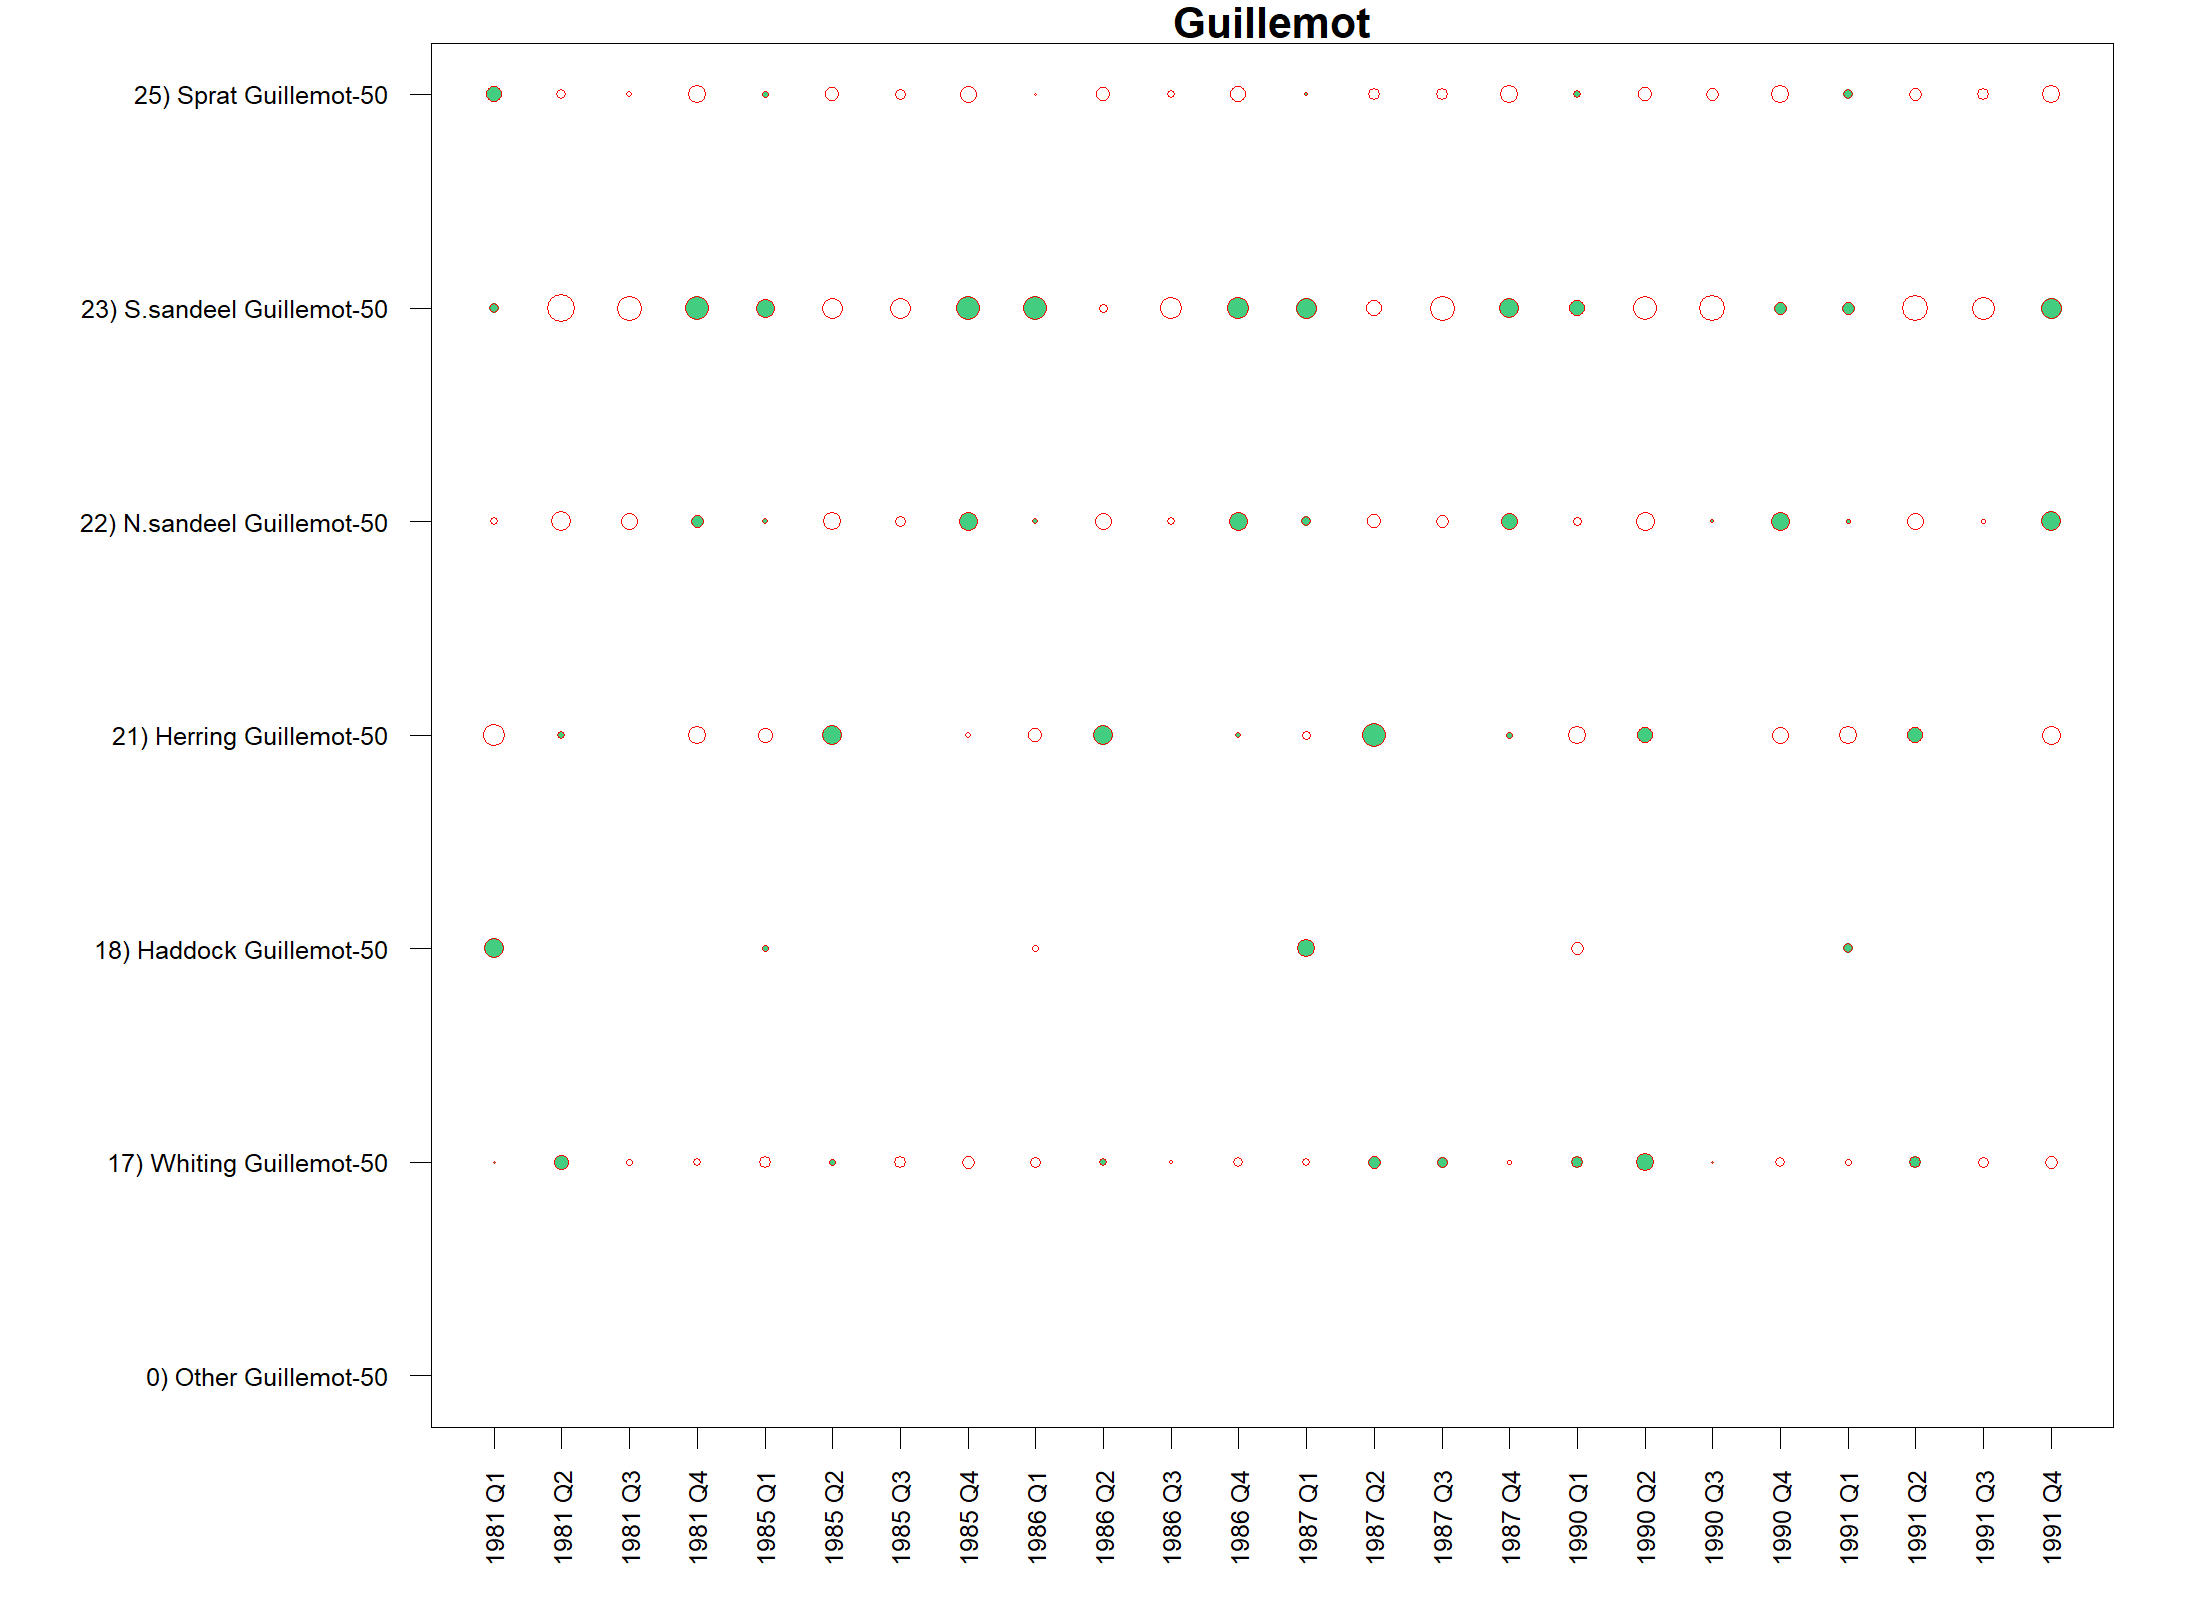 Guillemot
25) Sprat Guillemot-50
23) S.sandeel Guillemot-50
22) N.sandeel Guillemot-50
21) Herring Guillemot-50
18) Haddock Guillemot-50
17) Whiting Guillemot-50
0) Other Guillemot-50
1981 Q1
1981 Q2
1981 Q3
1981 Q4
1985 Q1
1985 Q2
1985 Q3
1985 Q4
1986 Q1
1986 Q2
1986 Q3
1986 Q4
1987 Q1
1987 Q2
1987 Q3
1987 Q4
1990 Q1
1990 Q2
1990 Q3
1990 Q4
1991 Q1
1991 Q2
1991 Q3
1991 Q4